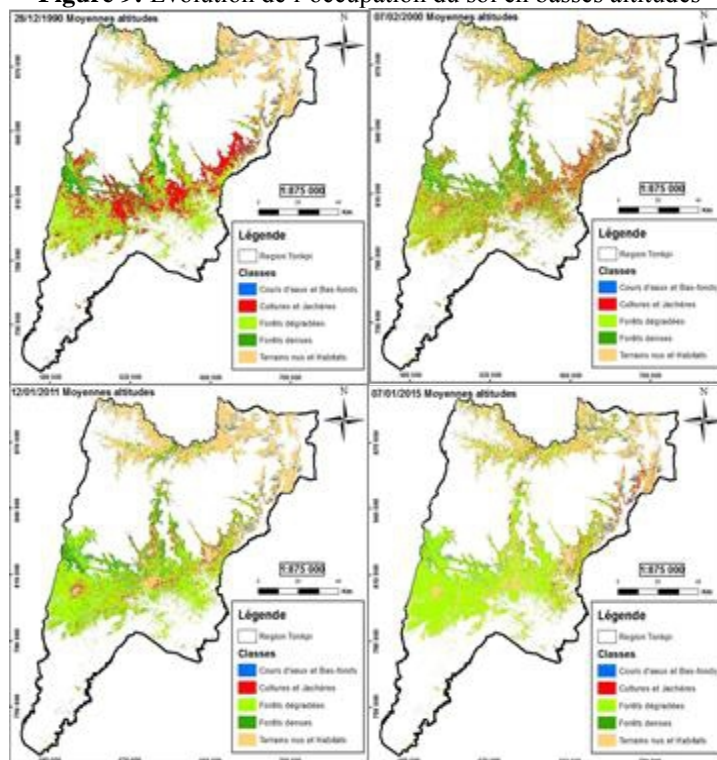 Figure 9: Evolution de l'occupation du sol en basses altitudes
28/12/1990 Moyennes altitudes
N
1:875 000
Km
Légende
Region Tonkpi
Classes
Cours d'eaux et Bas-fonds
Cultures et Jachères
Forêts dégradées
Forêts denses
Terrains nus et Habitats
07/02/2000 Moyennes altitudes
N
1:875 000
Km
Légende
Region Tonkpi
Classes
Cours d'eaux et Bas-fonds
Cultures et Jachères
Forêts dégradées
Forêts denses
Terrains nus et Habitats
12/01/2011 Moyennes altitudes
N
1:875 000
Km
Légende
Region Tonkpi
Classes
Cours d'eaux et Bas-fonds
Cultures et Jachères
Forêts dégradées
Forêts denses
Terrains nus et Habitats
07/01/2015 Moyennes altitudes
N
1:875 000
Km
Légende
Region Tonkpi
Classes
Cours d'eaux et Bas-fonds
Cultures et Jachères
Forêts dégradées
Forêts denses
Terrains nus et Habitats